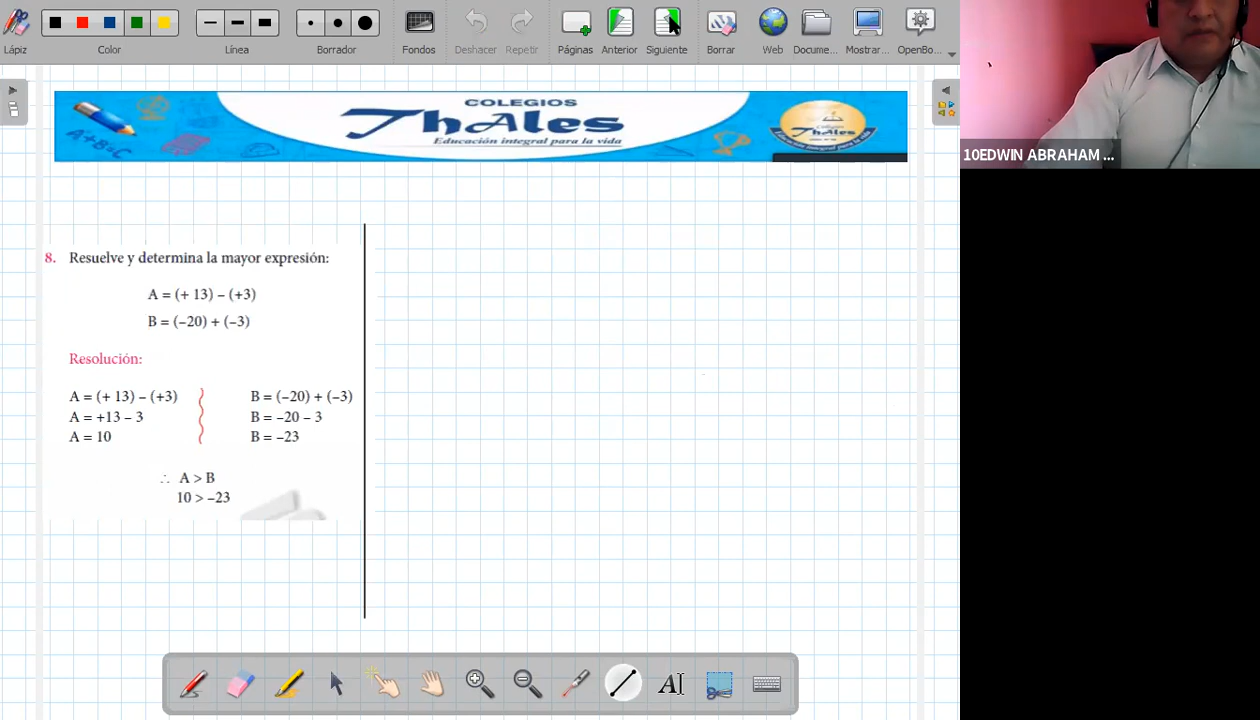 Lápiz
Color
Línea
Borrador
Fondos
Deshacer
Repetir
Páginas
Anterior
Siguiente
Borrar
Web
Docume...
Mostrar...
OpenBo...
10EDWIN ABRAHAM ...
A+B=C
COLEGIOS
Thales
Educación integral para la vida
Colegios
Thales
8. Resuelve y determina la mayor expresión:
A = (+ 13) – (+3)
B = (–20) + (–3)
Resolución:
A = (+ 13) – (+3)
A = +13 – 3
A = 10
B = (–20) + (–3)
B = –20 – 3
B = –23
∴ A > B
10 > –23